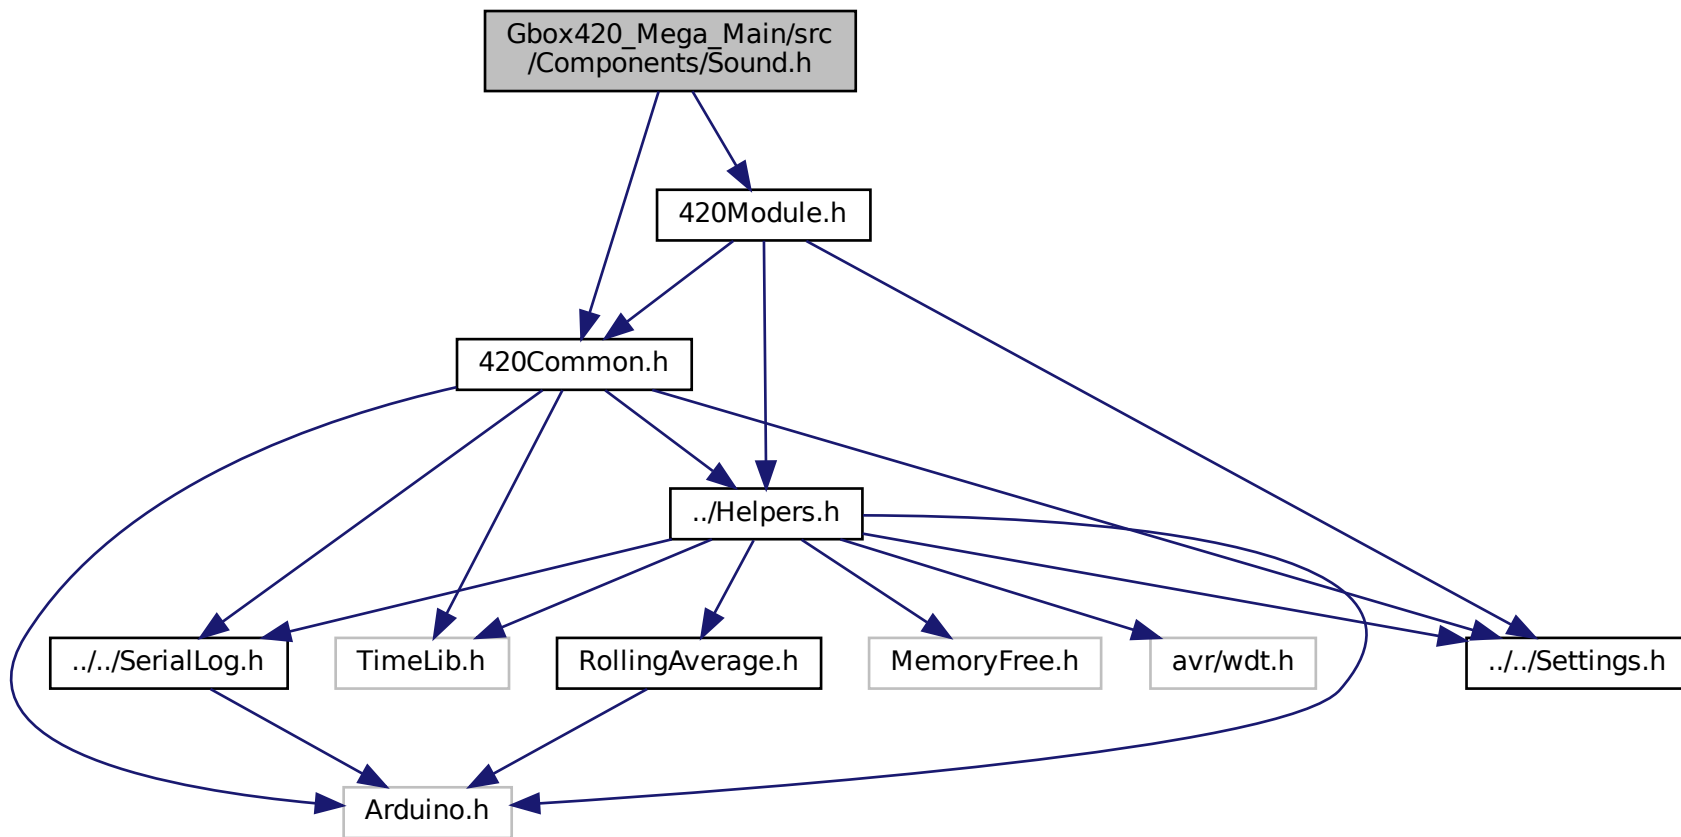 Gbox420_Mega_Main/src
/Components/Sound.h
420Module.h
420Common.h
../Helpers.h
../../SerialLog.h
TimeLib.h
RollingAverage.h
MemoryFree.h
avr/wdt.h
../../Settings.h
Arduino.h